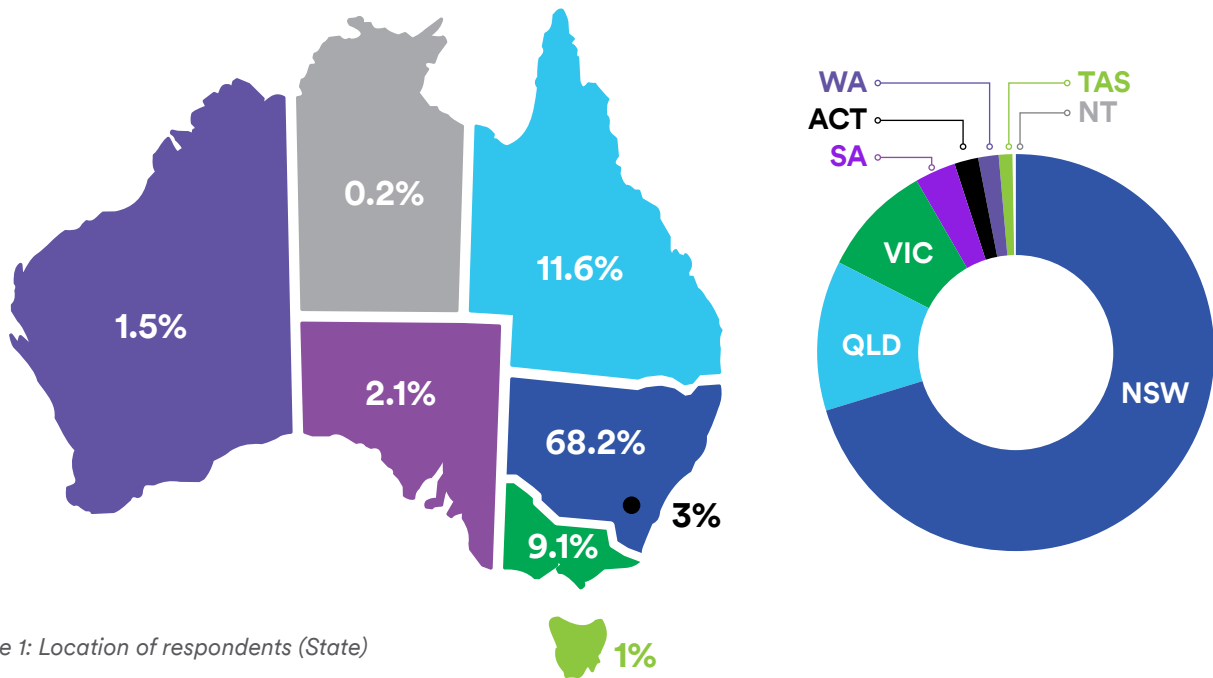 0.2%
11.6%
1.5%
2.1%
68.2%
3%
9.1%
1%
e 1: Location of respondents (State)
WA
TAS
ACT
NT
SA
VIC
QLD
NSW